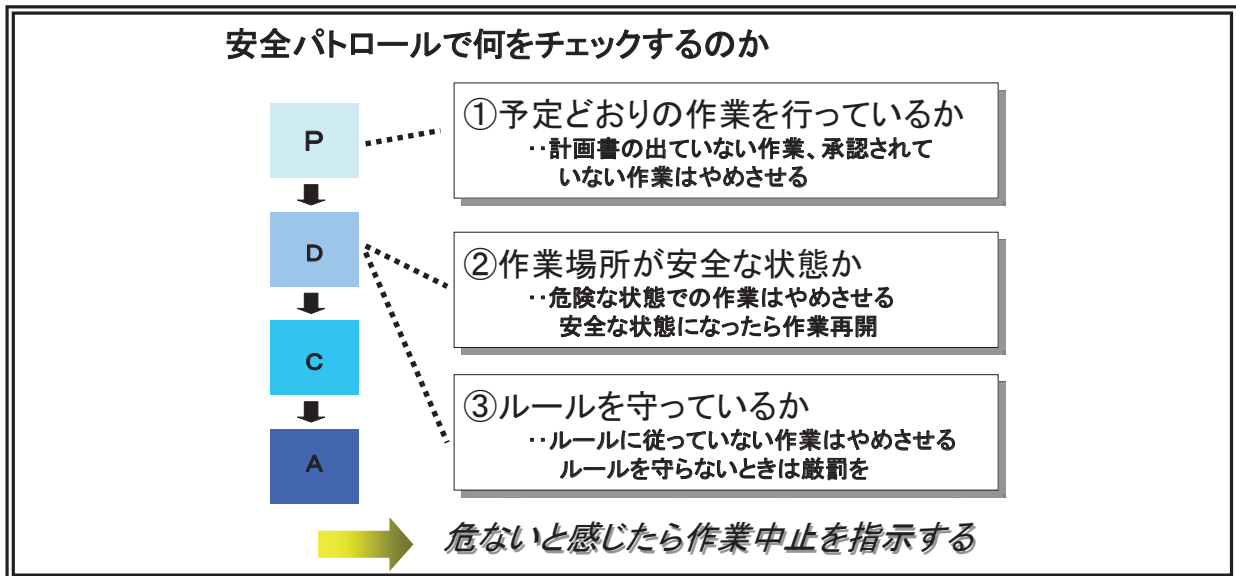 安全パトロールで何をチェックするのか
P
①予定どおりの作業を行っているか
‥計画書の出ていない作業、承認されて
いない作業はやめさせる
D
②作業場所が安全な状態か
‥危険な状態での作業はやめさせる
安全な状態になったら作業再開
C
③ルールを守っているか
‥ルールに従っていない作業はやめさせる
ルールを守らないときは厳罰を
A
危ないと感じたら作業中止を指示する